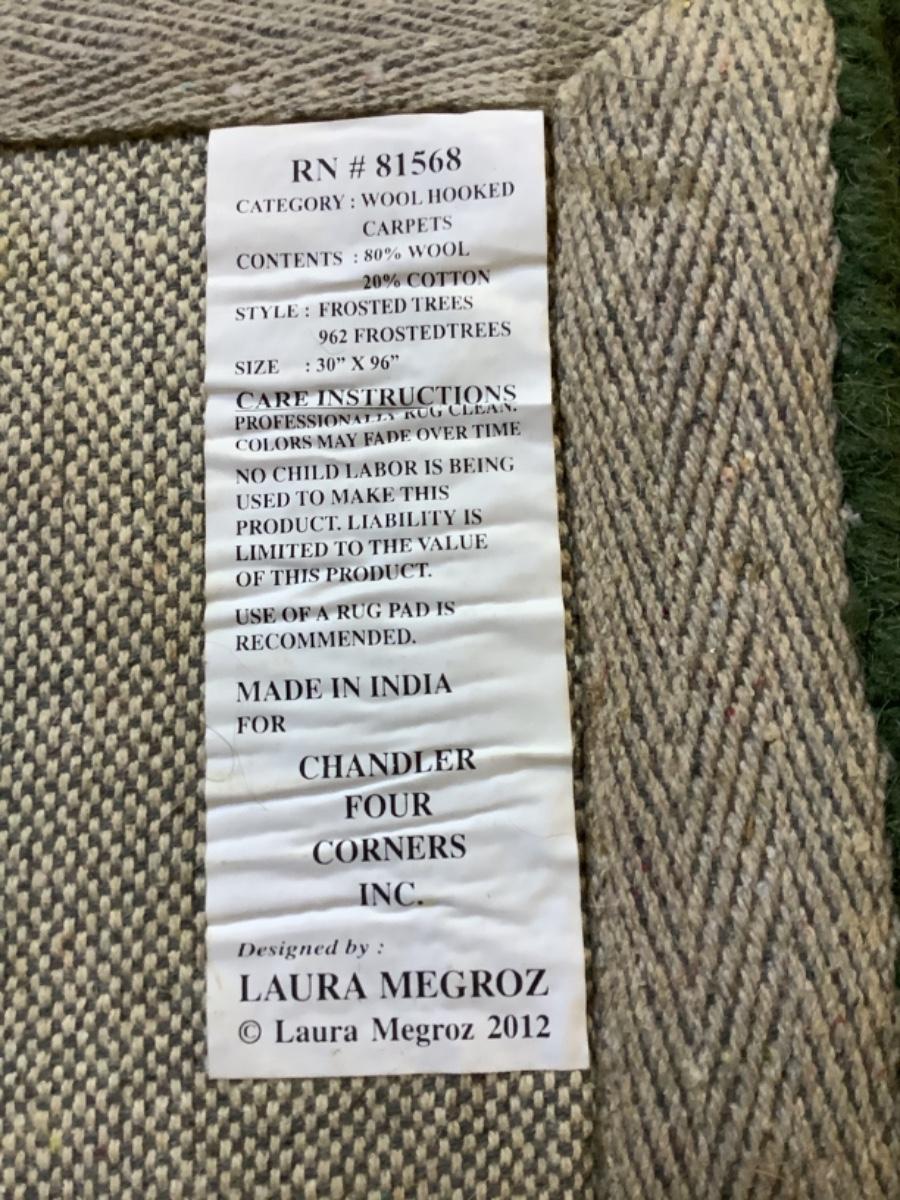 RN # 81568
CATEGORY : WOOL HOOKED
CARPETS
CONTENTS : 80% WOOL
20% COTTON
STYLE : FROSTED TREES
962 FROSTEDTREES
SIZE : 30” X 96”
CARE INSTRUCTIONS
PROFESSIONALLY RUG CLEAN.
COLORS MAY FADE OVER TIME
NO CHILD LABOR IS BEING
USED TO MAKE THIS
PRODUCT. LIABILITY IS
LIMITED TO THE VALUE
OF THIS PRODUCT.
USE OF A RUG PAD IS
RECOMMENDED.
MADE IN INDIA
FOR
CHANDLER
FOUR
CORNERS
INC.
Designed by :
LAURA MEGROZ
© Laura Megroz 2012